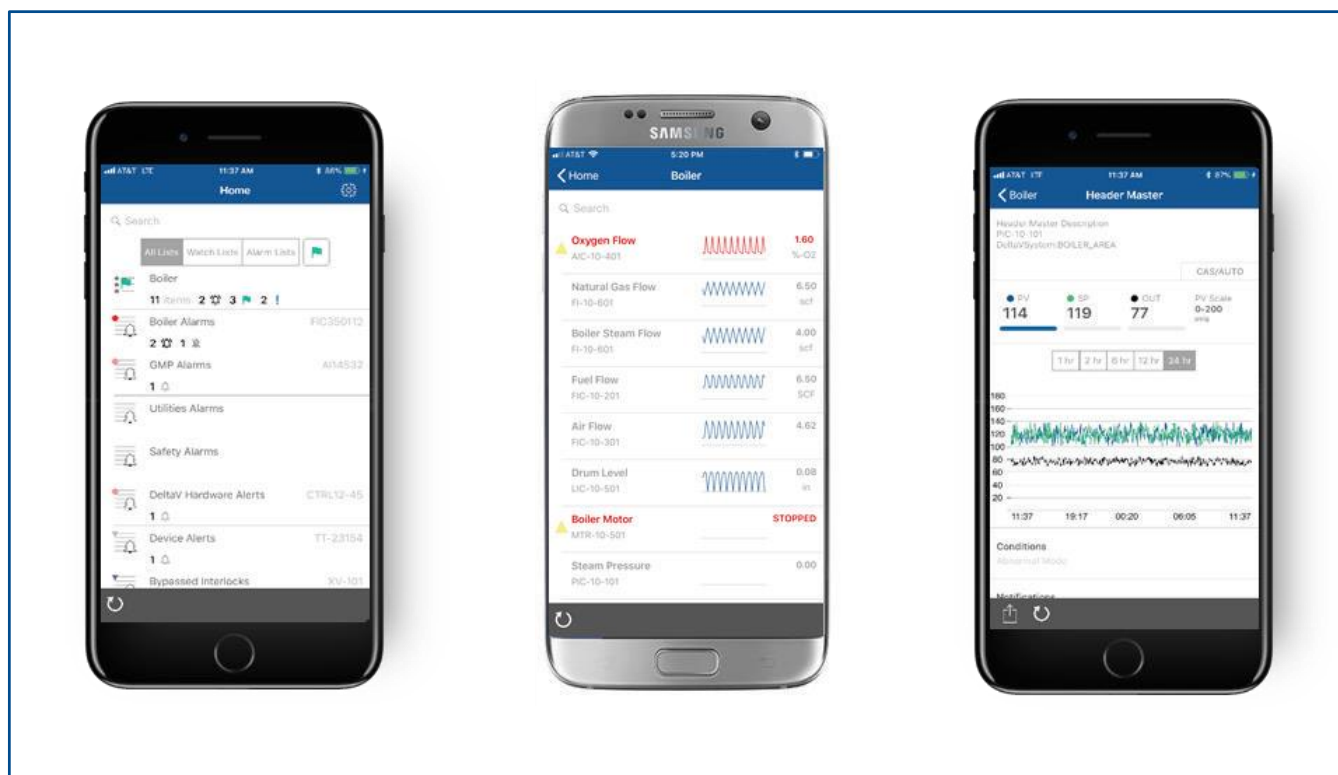 AT&T LTE 11:37 AM 86%
Home
Search
All Lists Watch Lists Alarm Lists
Boiler
11 items 2 3 2 !
Boiler Alarms FIC350112
2 1
GMP Alarms AI14532
1
Utilities Alarms
Safety Alarms
DeltaV Hardware Alerts CTRL12-45
1
Device Alerts TT-23154
1
Bypassed Interlocks XV-101
SAMSUNG
AT&T 5:20 PM
Home Boiler
Search
Oxygen Flow 1.60
AIC-10-401 %-O2
Natural Gas Flow 6.50
FI-10-601 scf
Boiler Steam Flow 4.00
FI-10-601 scf
Fuel Flow 6.50
FIC-10-201 SCF
Air Flow 4.62
FIC-10-301
Drum Level 0.08
LIC-10-501 in
Boiler Motor STOPPED
MTR-10-501
Steam Pressure 0.00
PIC-10-101
AT&T LTE 11:37 AM 87%
Boiler Header Master
Header Master Description
PIC-10-101
DeltaVSystem:BOILER_AREA
CAS/AUTO
PV SP OUT PV Scale
114 119 77 0-200
1 hr 2 hr 6 hr 12 hr 24 hr
180
160
140
120
100
80
60
40
20
11:37 19:17 00:20 06:05 11:37
Conditions
Abnormal Mode
Notifications